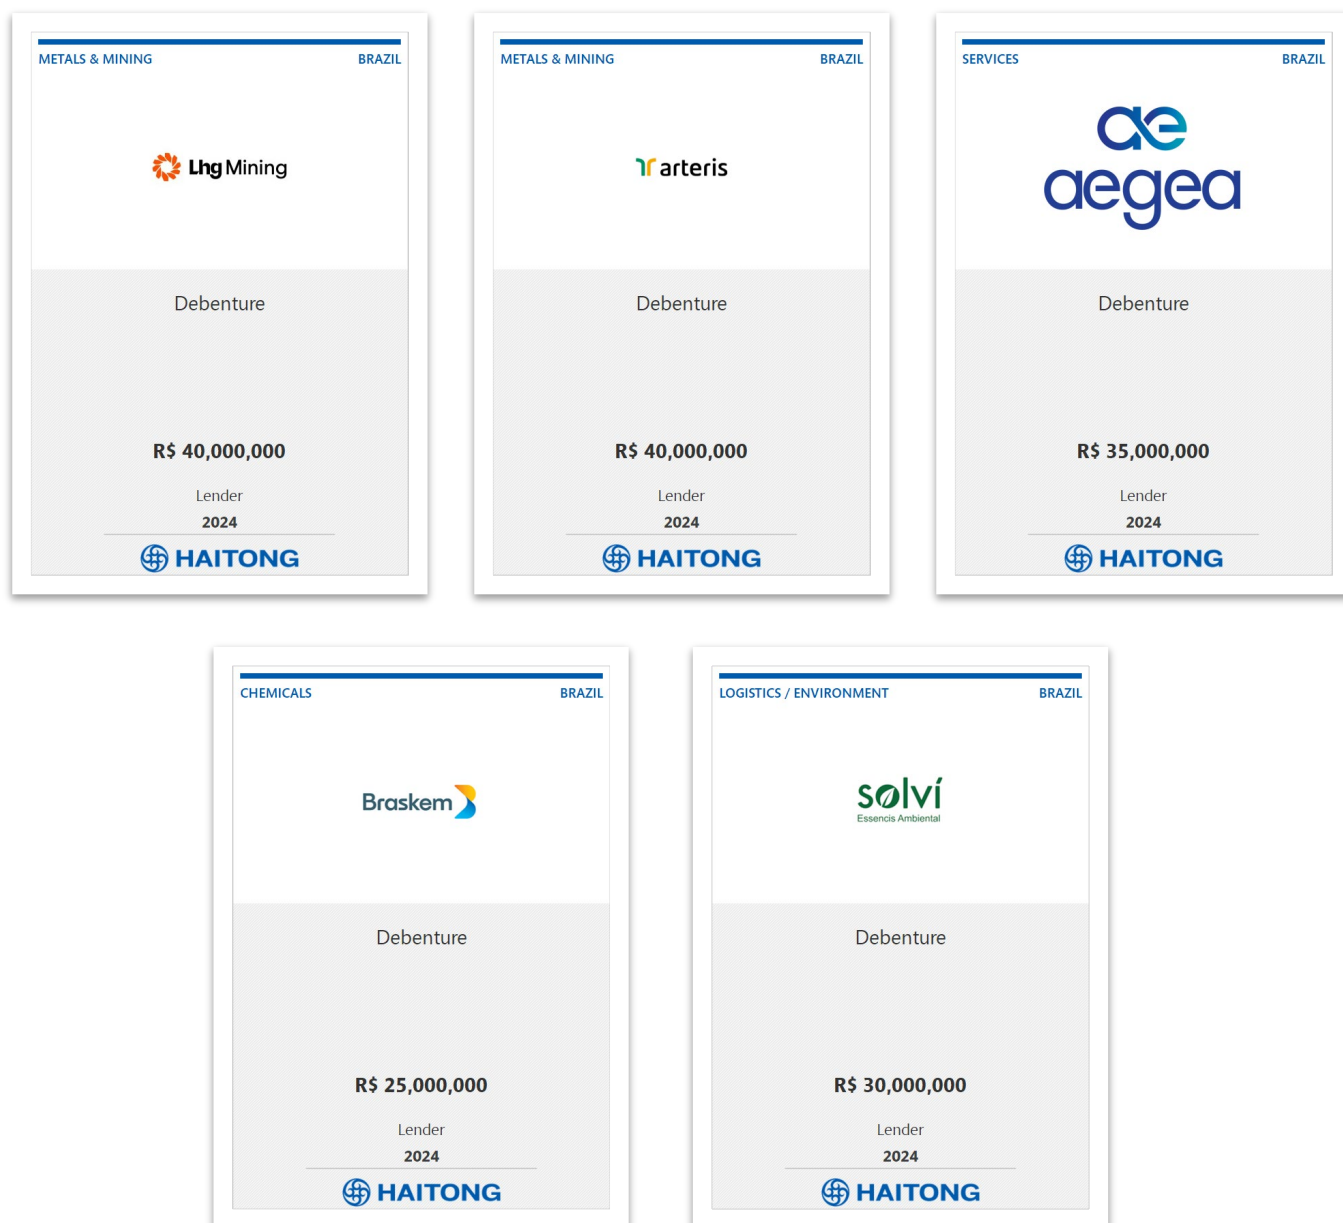 METALS & MINING BRAZIL
Lhg Mining
Debenture
R$ 40,000,000
Lender
2024
HAITONG
METALS & MINING BRAZIL
arteris
Debenture
R$ 40,000,000
Lender
2024
HAITONG
SERVICES BRAZIL
ae
aegea
Debenture
R$ 35,000,000
Lender
2024
HAITONG
CHEMICALS BRAZIL
Braskem
Debenture
R$ 25,000,000
Lender
2024
HAITONG
LOGISTICS / ENVIRONMENT BRAZIL
solví
Essencis Ambiental
Debenture
R$ 30,000,000
Lender
2024
HAITONG